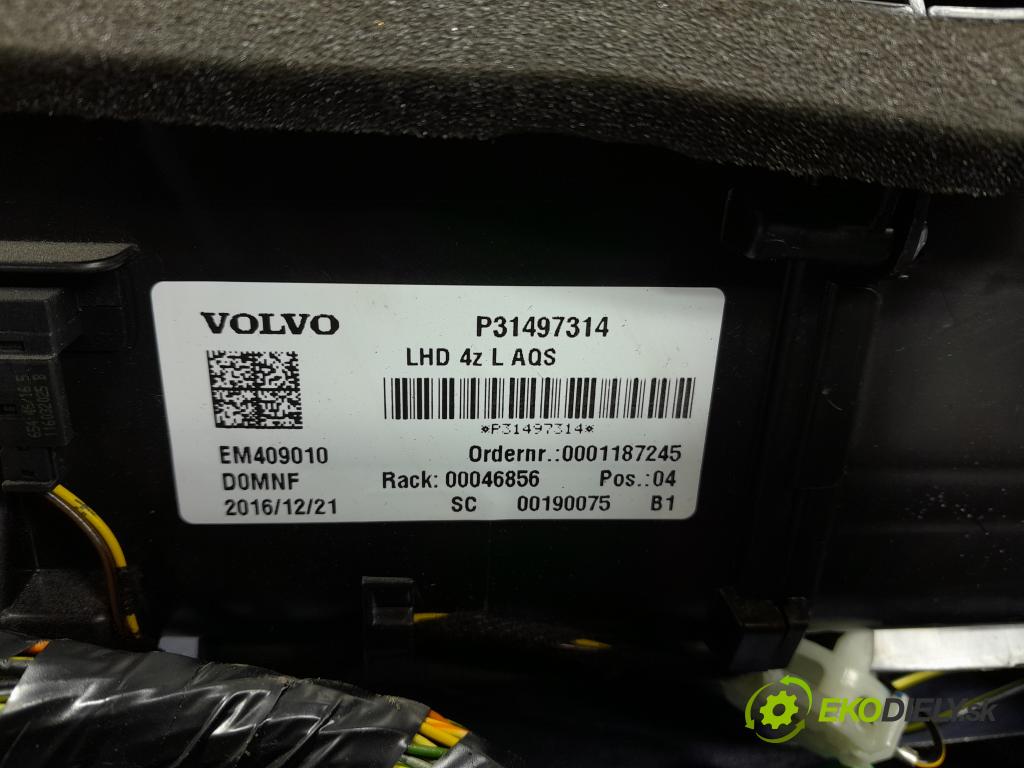 VOLVO P31497314
LHD 4z L AQS
*P31497314*
EM409010 Ordernr.:0001187245
D0MNF Rack: 00046856 Pos.:04
2016/12/21 SC 00190075 B1
EKODIELY.sk